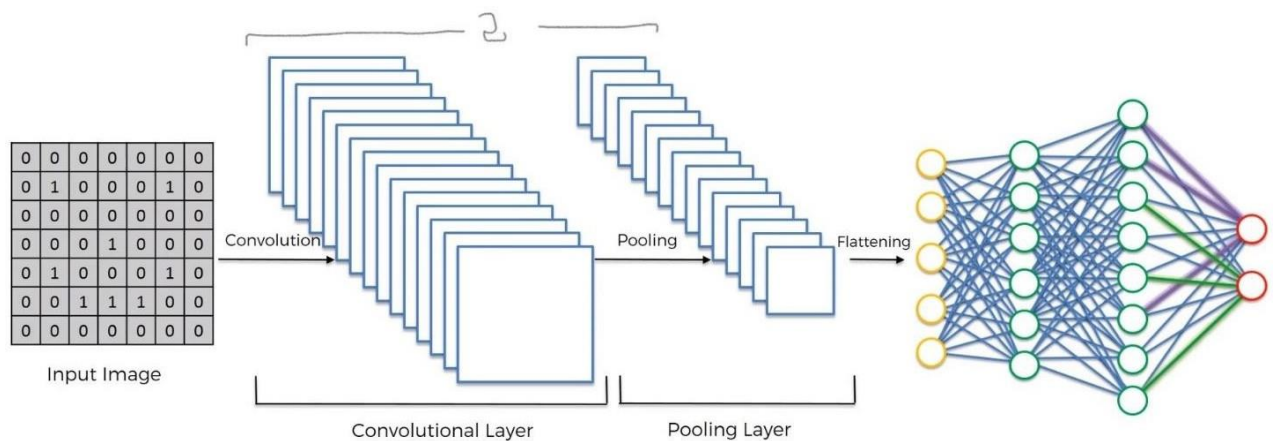 2
0 0 0 0 0 0 0
0 1 0 0 0 1 0
0 0 0 0 0 0 0
0 0 0 1 0 0 0
0 1 0 0 0 1 0
0 0 1 1 1 0 0
0 0 0 0 0 0 0
Input Image
Convolution
Convolutional Layer
Pooling
Pooling Layer
Flattening